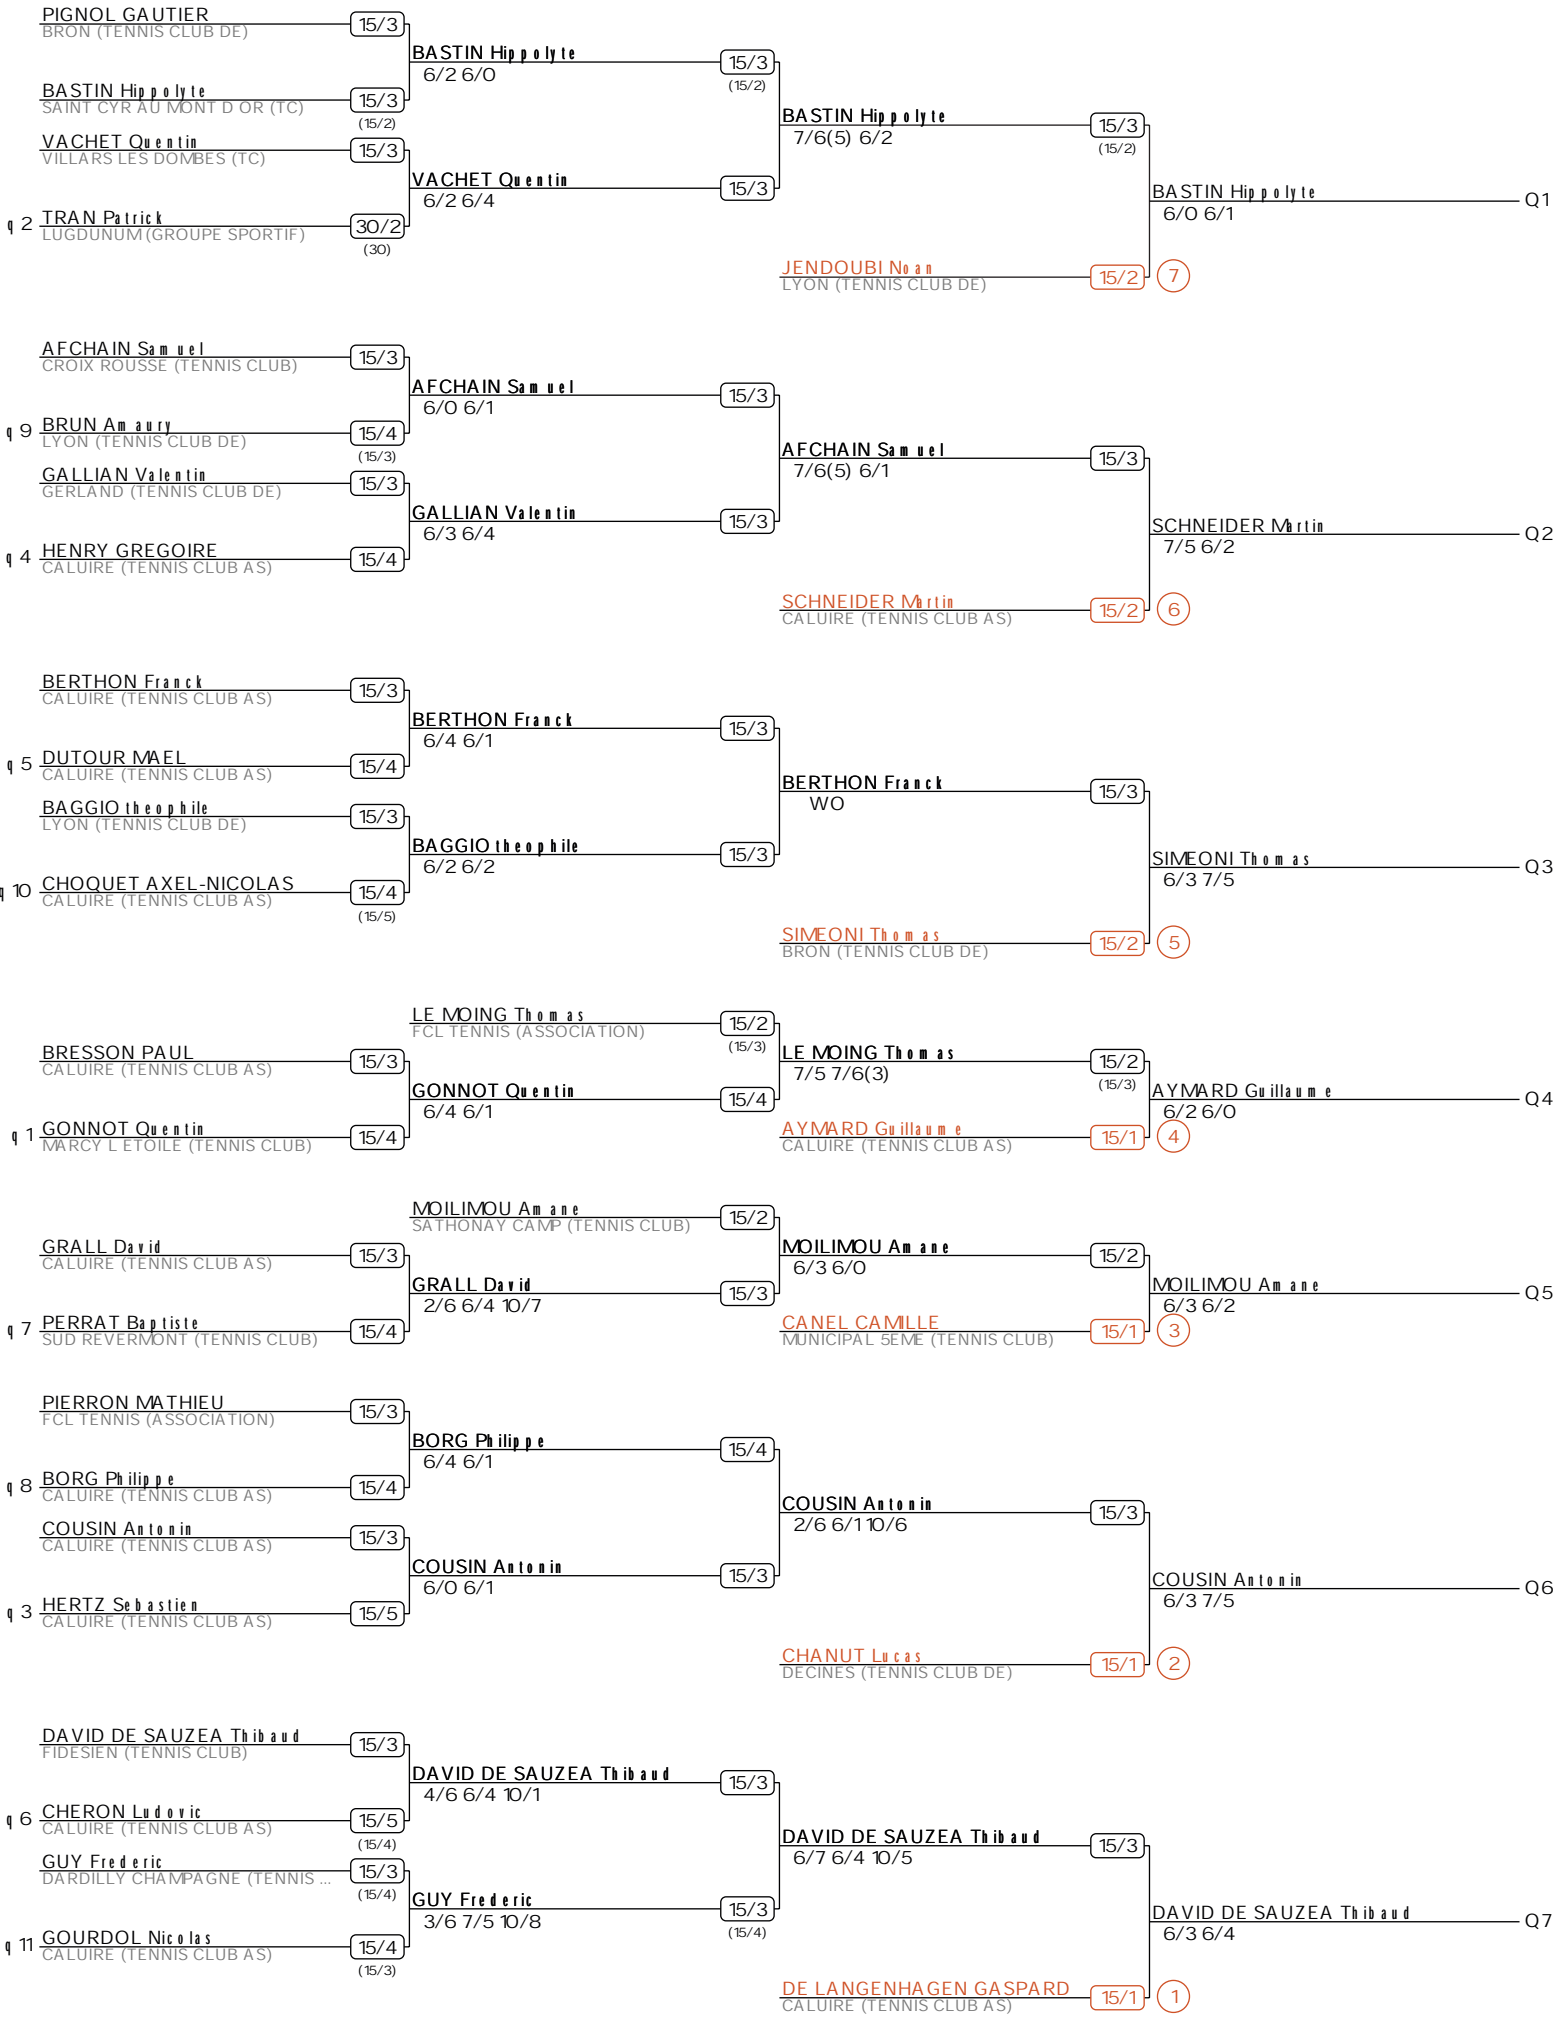 PIGNOL GAUTIER
BRON (TENNIS CLUB DE)
15/3
BASTIN Hippolyte
6/2 6/0
15/3
(15/2)
BASTIN Hippolyte
SAINT CYR AU MONT D OR (TC)
15/3
(15/2)
BASTIN Hippolyte
7/6(5) 6/2
15/3
(15/2)
VACHET Quentin
VILLARS LES DOMBES (TC)
15/3
VACHET Quentin
6/2 6/4
15/3
BASTIN Hippolyte
6/0 6/1
Q1
q 2
TRAN Patrick
LUGDUNUM (GROUPE SPORTIF)
30/2
(30)
JENDOUBI Noan
LYON (TENNIS CLUB DE)
15/2
7
AFCHAIN Samuel
CROIX ROUSSE (TENNIS CLUB)
15/3
AFCHAIN Samuel
6/0 6/1
15/3
q 9
BRUN Amaury
LYON (TENNIS CLUB DE)
15/4
(15/3)
AFCHAIN Samuel
7/6(5) 6/1
15/3
GALLIAN Valentin
GERLAND (TENNIS CLUB DE)
15/3
GALLIAN Valentin
6/3 6/4
15/3
SCHNEIDER Martin
7/5 6/2
Q2
q 4
HENRY GREGOIRE
CALUIRE (TENNIS CLUB AS)
15/4
SCHNEIDER Martin
CALUIRE (TENNIS CLUB AS)
15/2
6
BERTHON Franck
CALUIRE (TENNIS CLUB AS)
15/3
BERTHON Franck
6/4 6/1
15/3
q 5
DUTOUR MAEL
CALUIRE (TENNIS CLUB AS)
15/4
BERTHON Franck
WO
15/3
BAGGIO theophile
LYON (TENNIS CLUB DE)
15/3
BAGGIO theophile
6/2 6/2
15/3
SIMEONI Thomas
6/3 7/5
Q3
q 10
CHOQUET AXEL-NICOLAS
CALUIRE (TENNIS CLUB AS)
15/4
(15/5)
SIMEONI Thomas
BRON (TENNIS CLUB DE)
15/2
5
LE MOING Thomas
FCL TENNIS (ASSOCIATION)
15/2
(15/3)
BRESSON PAUL
CALUIRE (TENNIS CLUB AS)
15/3
LE MOING Thomas
7/5 7/6(3)
15/2
(15/3)
GONNOT Quentin
6/4 6/1
15/4
AYMARD Guillaume
6/2 6/0
Q4
q 1
GONNOT Quentin
MARCY L ETOILE (TENNIS CLUB)
15/4
AYMARD Guillaume
CALUIRE (TENNIS CLUB AS)
15/1
4
MOILIMOU Amane
SATHONAY CAMP (TENNIS CLUB)
15/2
GRALL David
CALUIRE (TENNIS CLUB AS)
15/3
MOILIMOU Amane
6/3 6/0
15/2
GRALL David
2/6 6/4 10/7
15/3
MOILIMOU Amane
6/3 6/2
Q5
q 7
PERRAT Baptiste
SUD REVERMONT (TENNIS CLUB)
15/4
CANEL CAMILLE
MUNICIPAL 5EME (TENNIS CLUB)
15/1
3
PIERRON MATHIEU
FCL TENNIS (ASSOCIATION)
15/3
BORG Philippe
6/4 6/1
15/4
q 8
BORG Philippe
CALUIRE (TENNIS CLUB AS)
15/4
COUSIN Antonin
2/6 6/1 10/6
15/3
COUSIN Antonin
CALUIRE (TENNIS CLUB AS)
15/3
COUSIN Antonin
6/0 6/1
15/3
COUSIN Antonin
6/3 7/5
Q6
q 3
HERTZ Sebastien
CALUIRE (TENNIS CLUB AS)
15/5
CHANUT Lucas
DECINES (TENNIS CLUB DE)
15/1
2
DAVID DE SAUZEA Thibaud
FIDESIEN (TENNIS CLUB)
15/3
DAVID DE SAUZEA Thibaud
4/6 6/4 10/1
15/3
q 6
CHERON Ludovic
CALUIRE (TENNIS CLUB AS)
15/5
(15/4)
DAVID DE SAUZEA Thibaud
6/7 6/4 10/5
15/3
GUY Frederic
DARDILLY CHAMPAGNE (TENNIS ...
15/3
(15/4)
GUY Frederic
3/6 7/5 10/8
15/3
(15/4)
DAVID DE SAUZEA Thibaud
6/3 6/4
Q7
q 11
GOURDOL Nicolas
CALUIRE (TENNIS CLUB AS)
15/4
(15/3)
DE LANGENHAGEN GASPARD
CALUIRE (TENNIS CLUB AS)
15/1
1